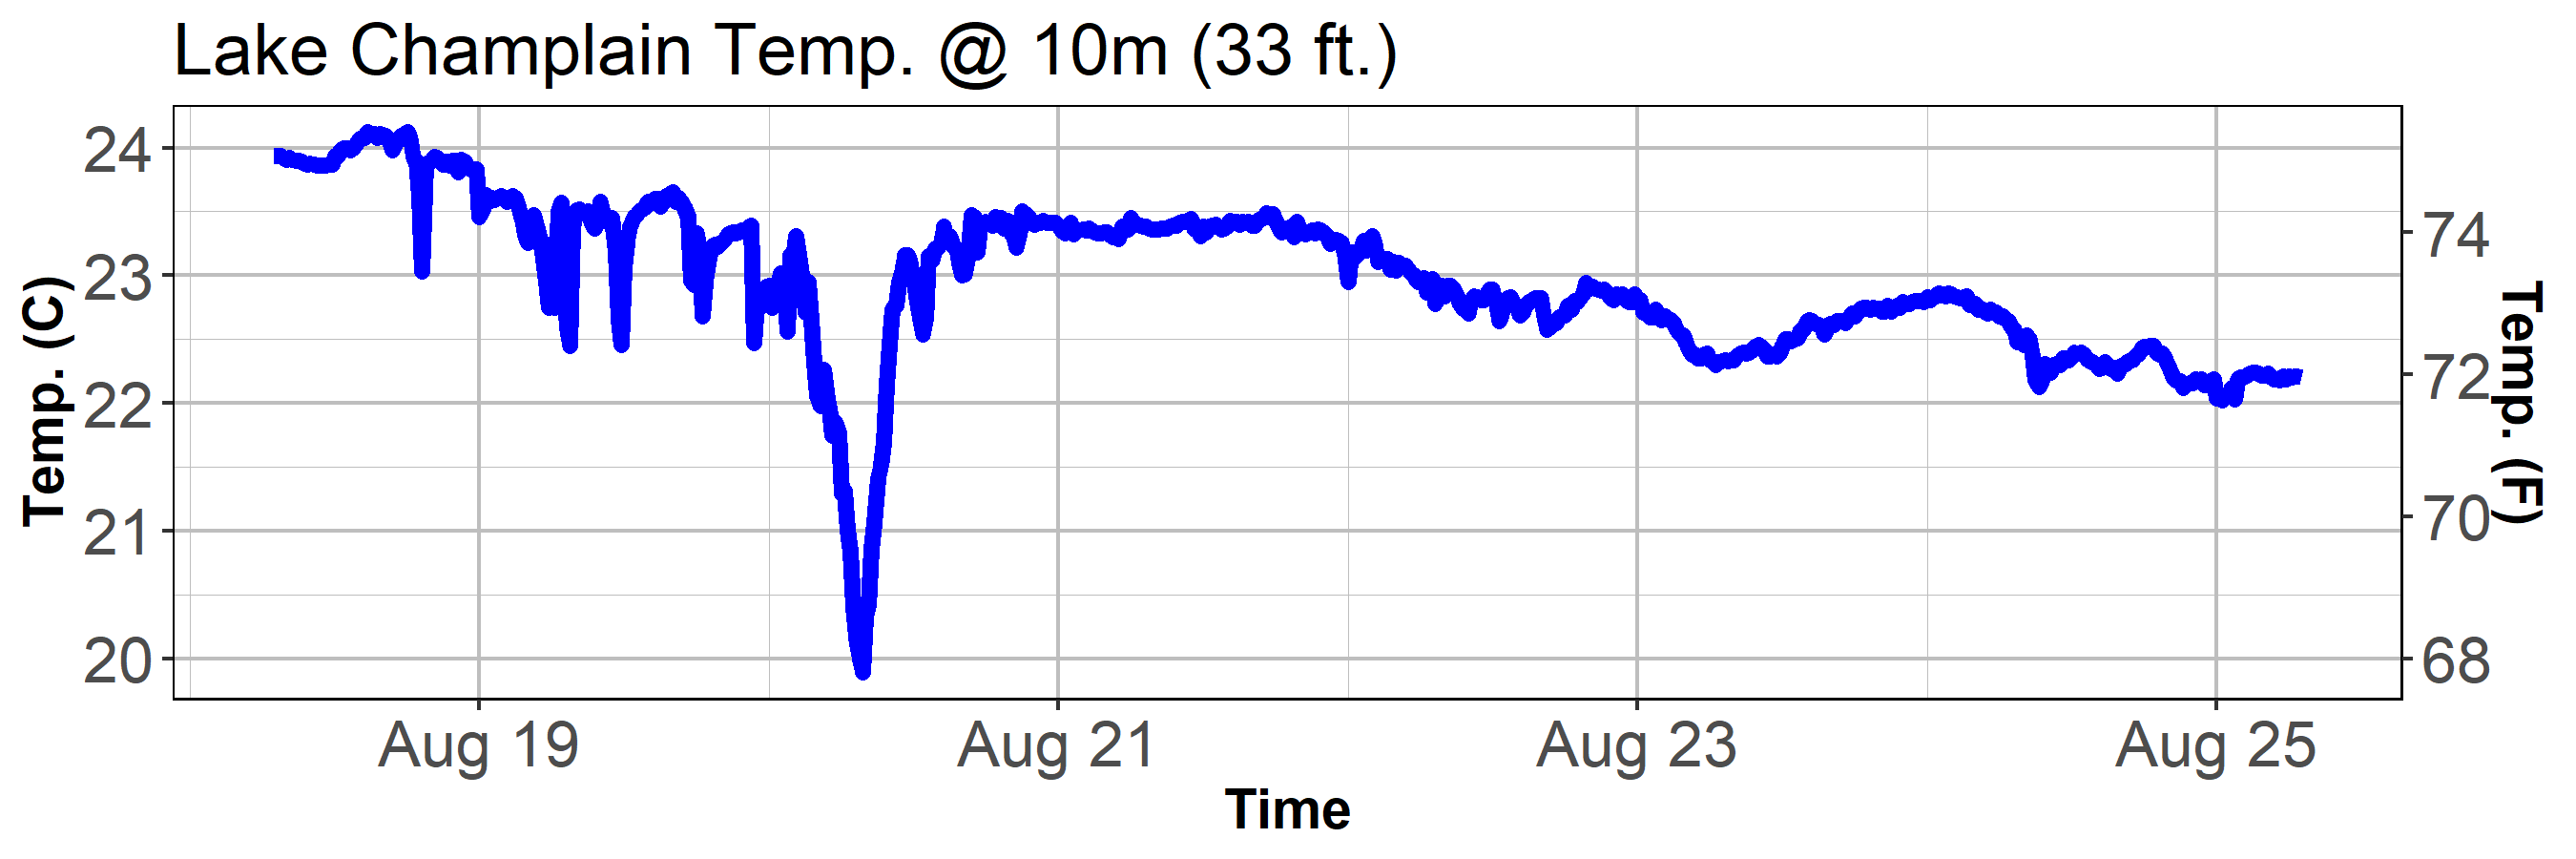 Lake Champlain Temp. @ 10m (33 ft.)
Temp. (C)
24
23
22
21
20
74
72
70
68
Temp. (F)
Aug 19
Aug 21
Aug 23
Aug 25
Time